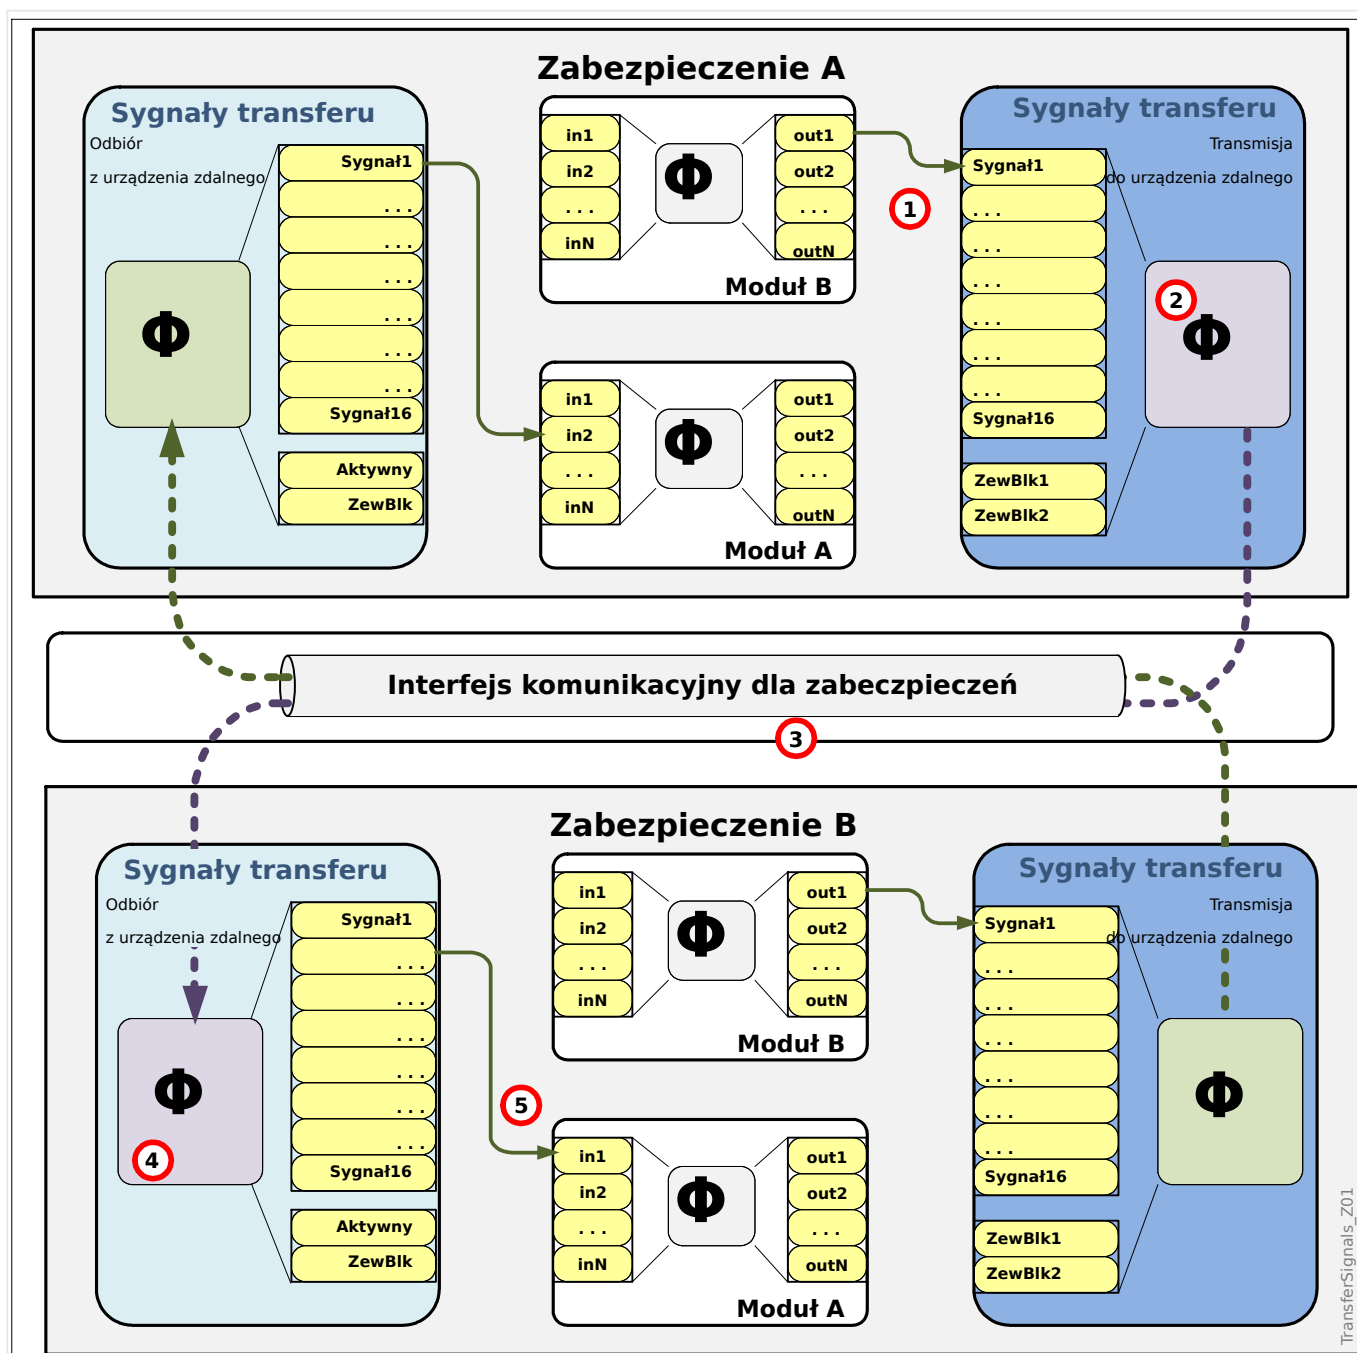 Zabezpieczenie A
Sygnały transferu
Odbiór
z urządzenia zdalnego
Sygnał1
...
...
...
...
...
...
Sygnał16
Aktywny
ZewBlk
Φ
in1
in2
...
inN
Φ
out1
out2
...
outN
Moduł B
in1
in2
...
inN
Φ
out1
out2
...
outN
Moduł A
1
Sygnały transferu
Transmisja
do urządzenia zdalnego
Sygnał1
...
...
...
...
...
...
Sygnał16
ZewBlk1
ZewBlk2
2
Φ
Interfejs komunikacyjny dla zabeczpieczeń
3
Zabezpieczenie B
Sygnały transferu
Odbiór
z urządzenia zdalnego
Sygnał1
...
...
...
...
...
...
Sygnał16
Aktywny
ZewBlk
Φ
4
5
in1
in2
...
inN
Φ
out1
out2
...
outN
Moduł B
in1
in2
...
inN
Φ
out1
out2
...
outN
Moduł A
Sygnały transferu
Transmisja
do urządzenia zdalnego
Sygnał1
...
...
...
...
...
...
Sygnał16
ZewBlk1
ZewBlk2
Φ
TransferSignals_Z01